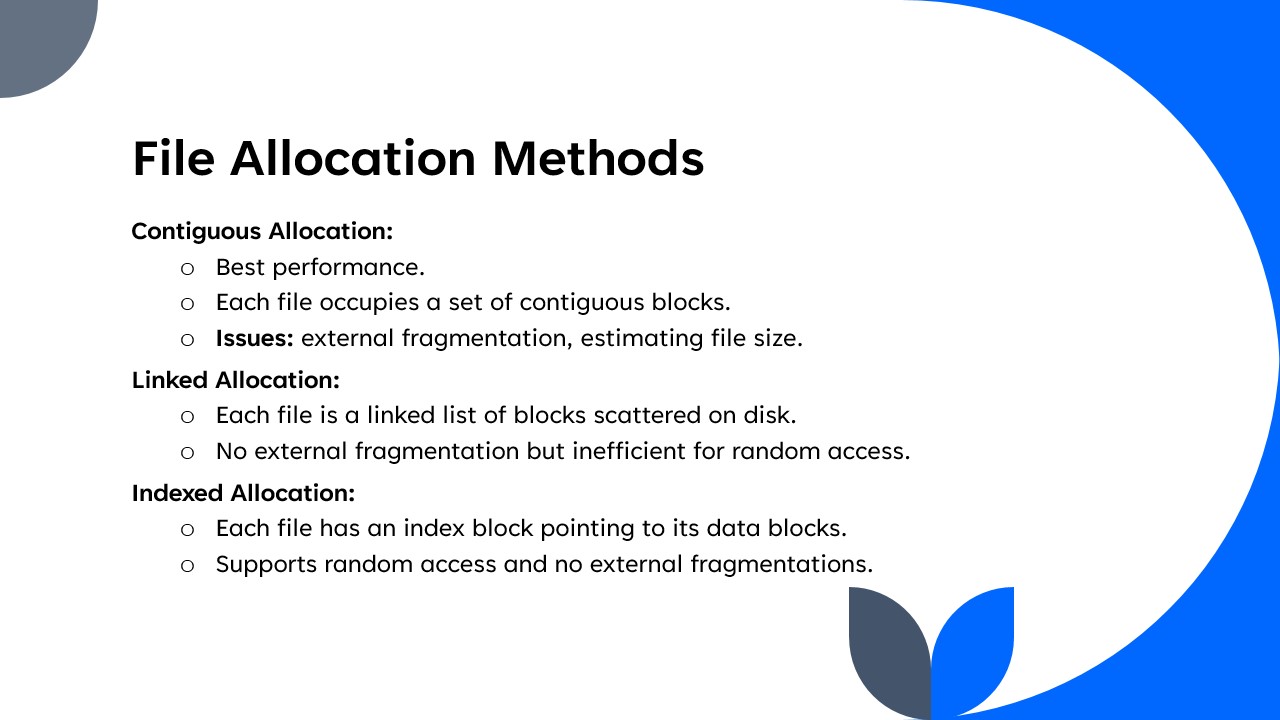 File Allocation Methods
Contiguous Allocation:
o Best performance.
o Each file occupies a set of contiguous blocks.
o Issues: external fragmentation, estimating file size.
Linked Allocation:
o Each file is a linked list of blocks scattered on disk.
o No external fragmentation but inefficient for random access.
Indexed Allocation:
o Each file has an index block pointing to its data blocks.
o Supports random access and no external fragmentations.